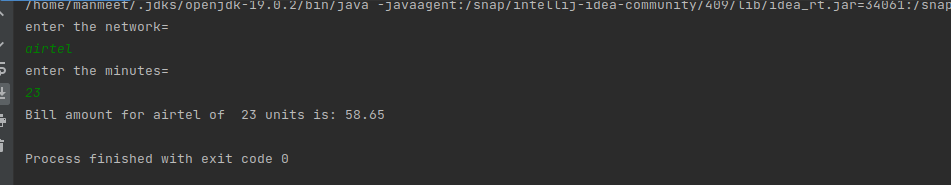 /home/manmeet/.jdks/openjdk-19.0.2/bin/java -javaagent:/snap/intellij-idea-community/409/lib/idea_rt.jar=34061:/snap
enter the network=
airtel
enter the minutes=
23
Bill amount for airtel of  23 units is: 58.65
Process finished with exit code 0